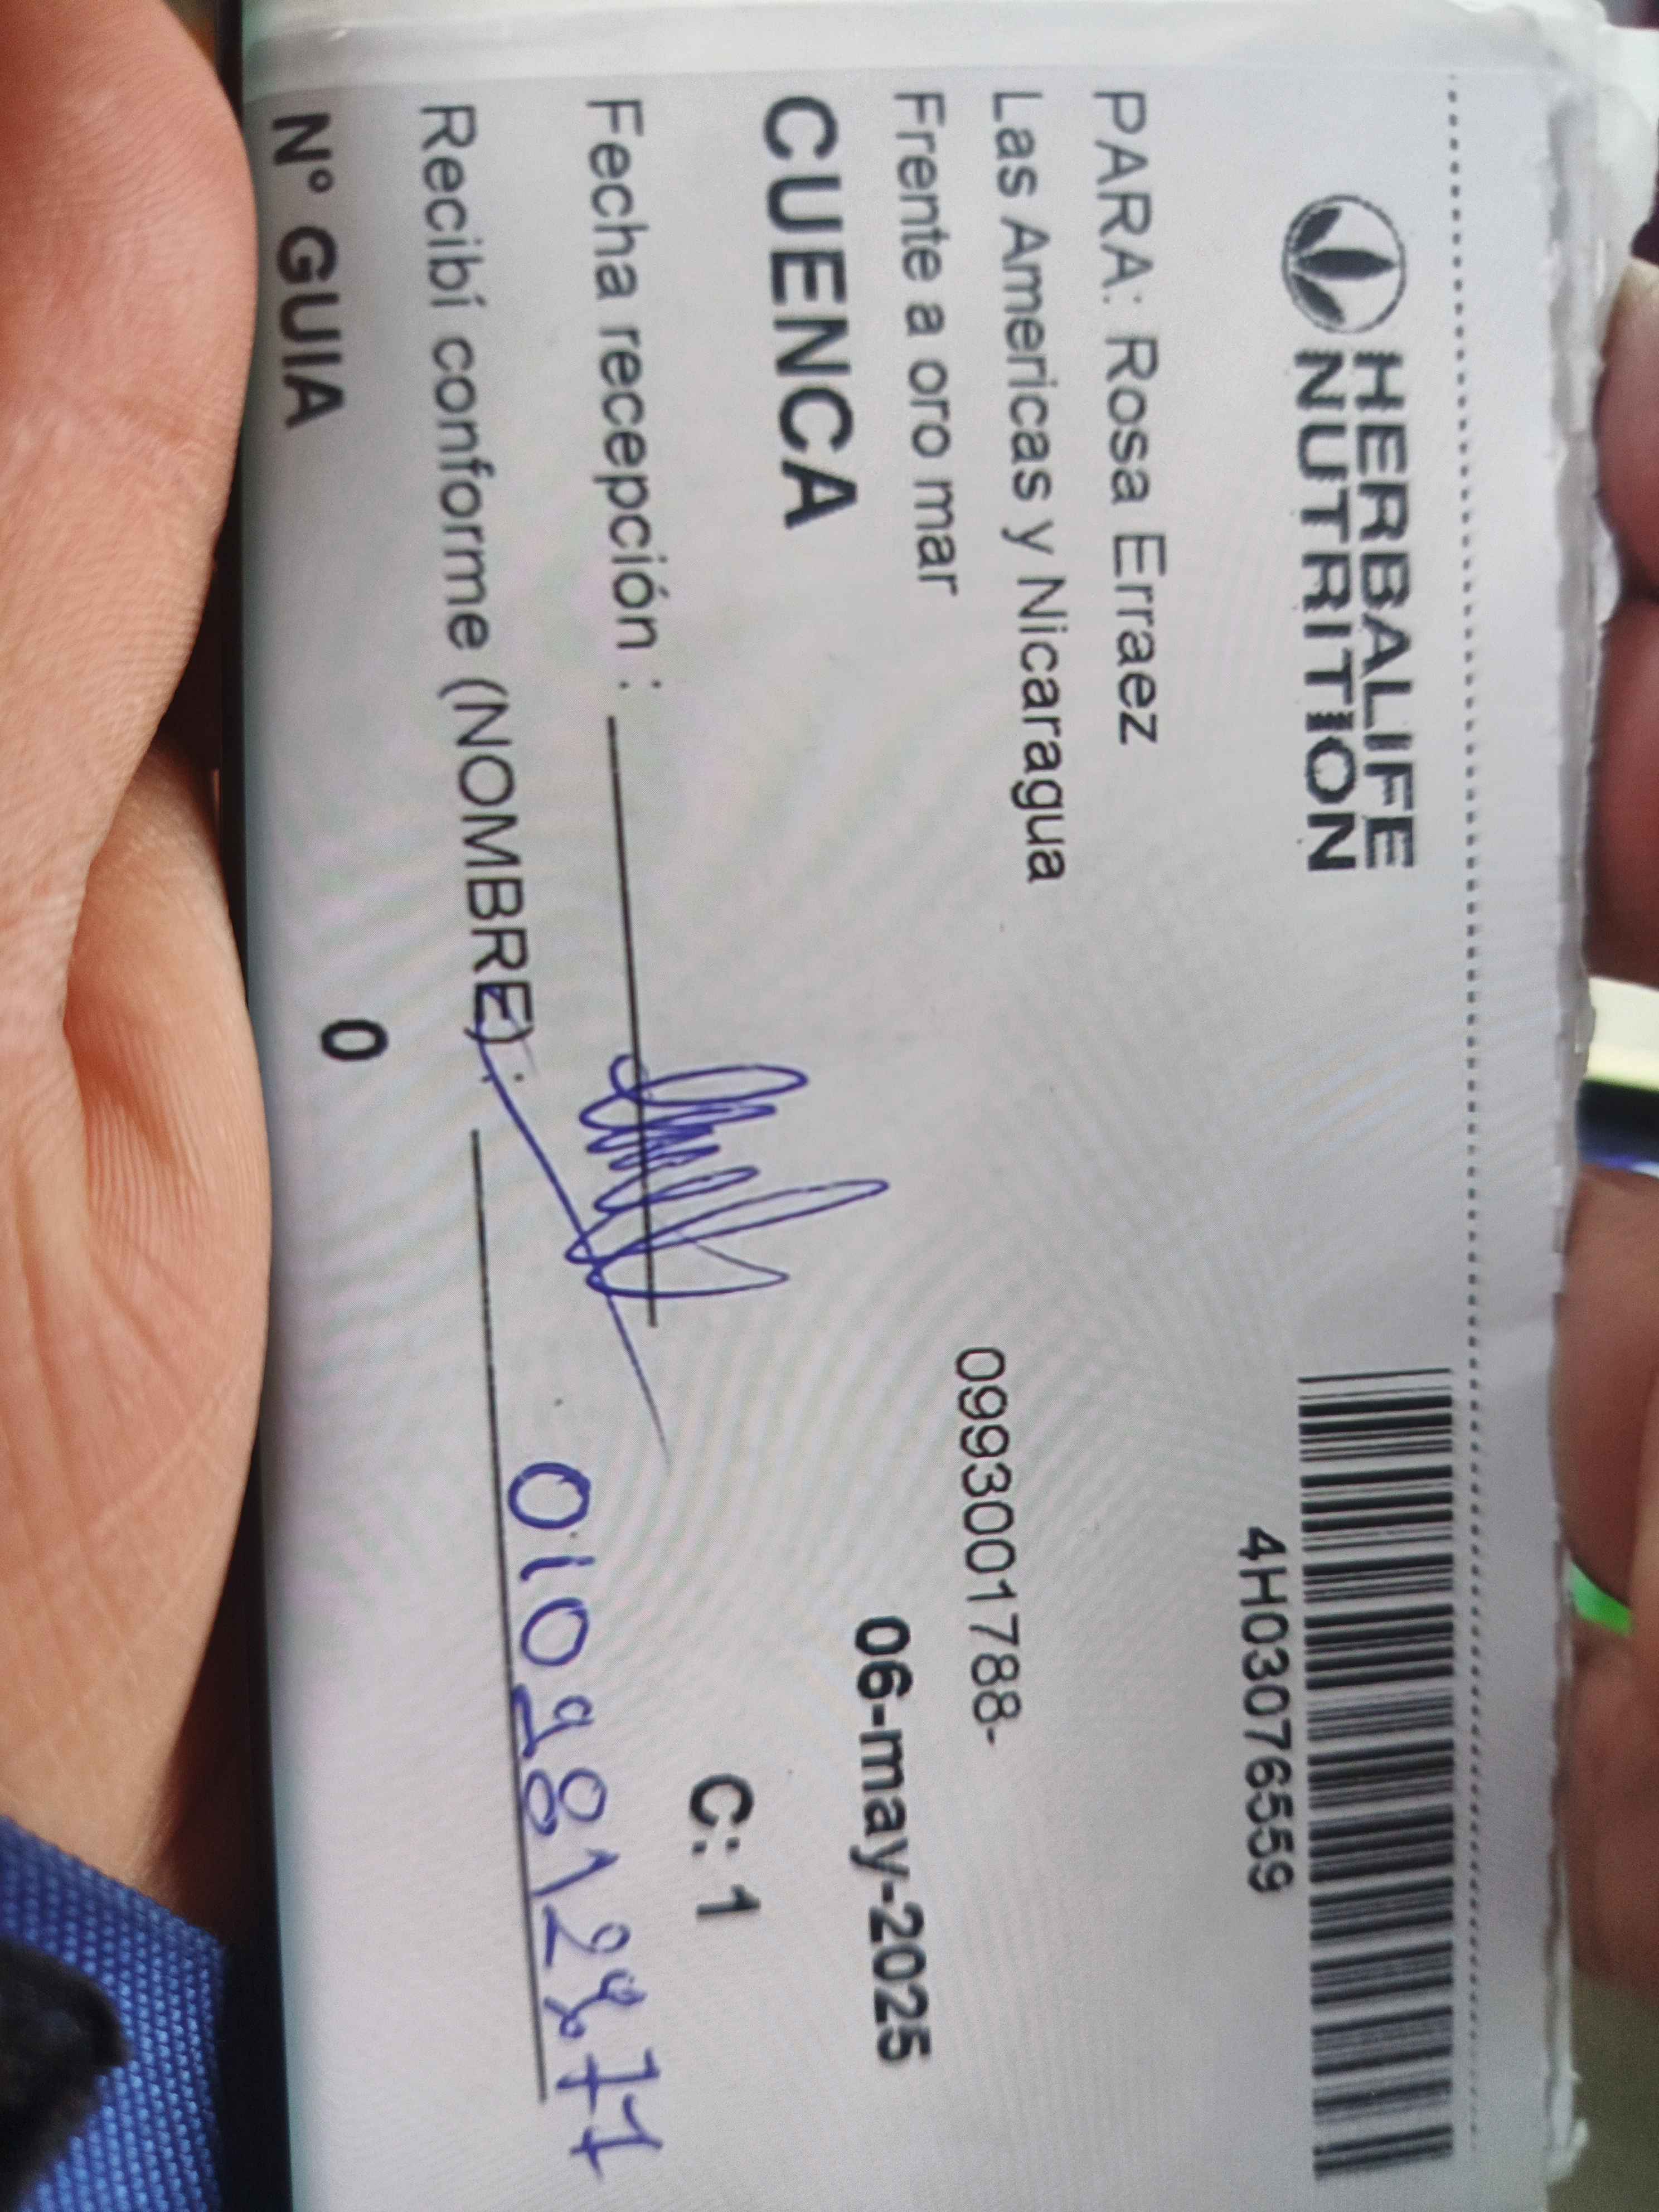 HERBALIFE
NUTRITION
4H03076559
PARA: Rosa Erraez
Las Americas y Nicaragua
0993001788-
Frente a oro mar
06-may-2025
CUENCA
C: 1
Fecha recepción :
Recibí conforme (NOMBRE) :
N° GUIA 0